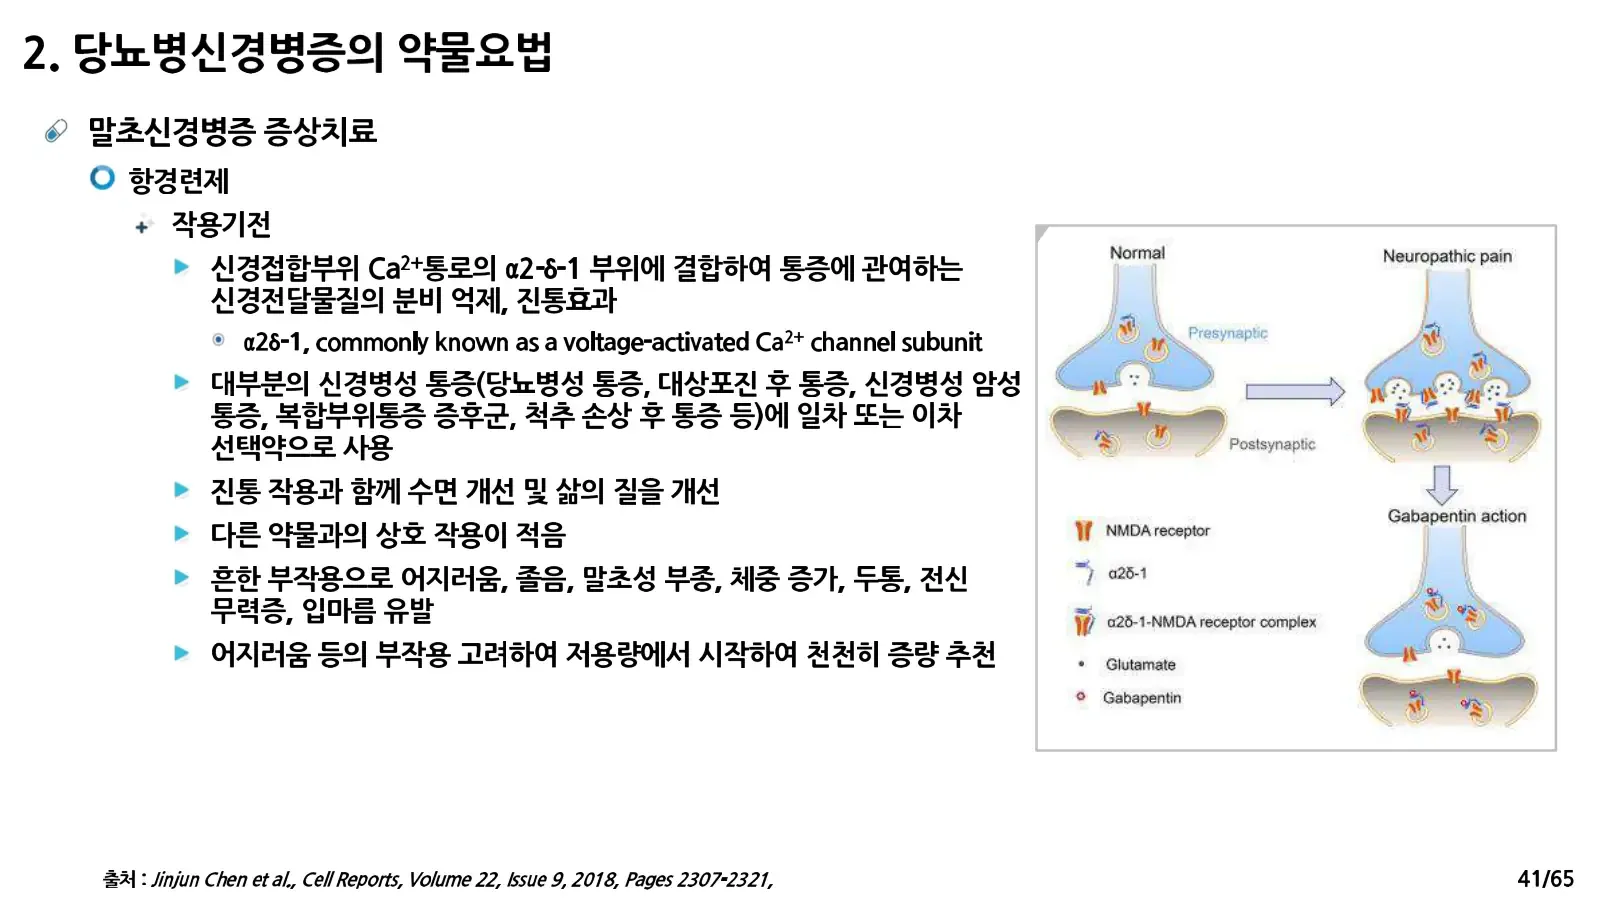 2. 당뇨병신경병증의 약물요법
말초신경병증 증상치료
항경련제
작용기전
신경접합부위 Ca2+통로의 α2-δ-1 부위에 결합하여 통증에 관여하는
신경전달물질의 분비 억제, 진통효과
α2δ-1, commonly known as a voltage-activated Ca2+ channel subunit
대부분의 신경병성 통증(당뇨병성 통증, 대상포진 후 통증, 신경병성 암성
통증, 복합부위통증 증후군, 척추 손상 후 통증 등)에 일차 또는 이차
선택약으로 사용
진통 작용과 함께 수면 개선 및 삶의 질을 개선
다른 약물과의 상호 작용이 적음
흔한 부작용으로 어지러움, 졸음, 말초성 부종, 체중 증가, 두통, 전신
무력증, 입마름 유발
어지러움 등의 부작용 고려하여 저용량에서 시작하여 천천히 증량 추천
Normal
Neuropathic pain
Presynaptic
Postsynaptic
Gabapentin action
NMDA receptor
α2δ-1
α2δ-1-NMDA receptor complex
Glutamate
Gabapentin
출처 : Jinjun Chen et al., Cell Reports, Volume 22, Issue 9, 2018, Pages 2307-2321,
41/65